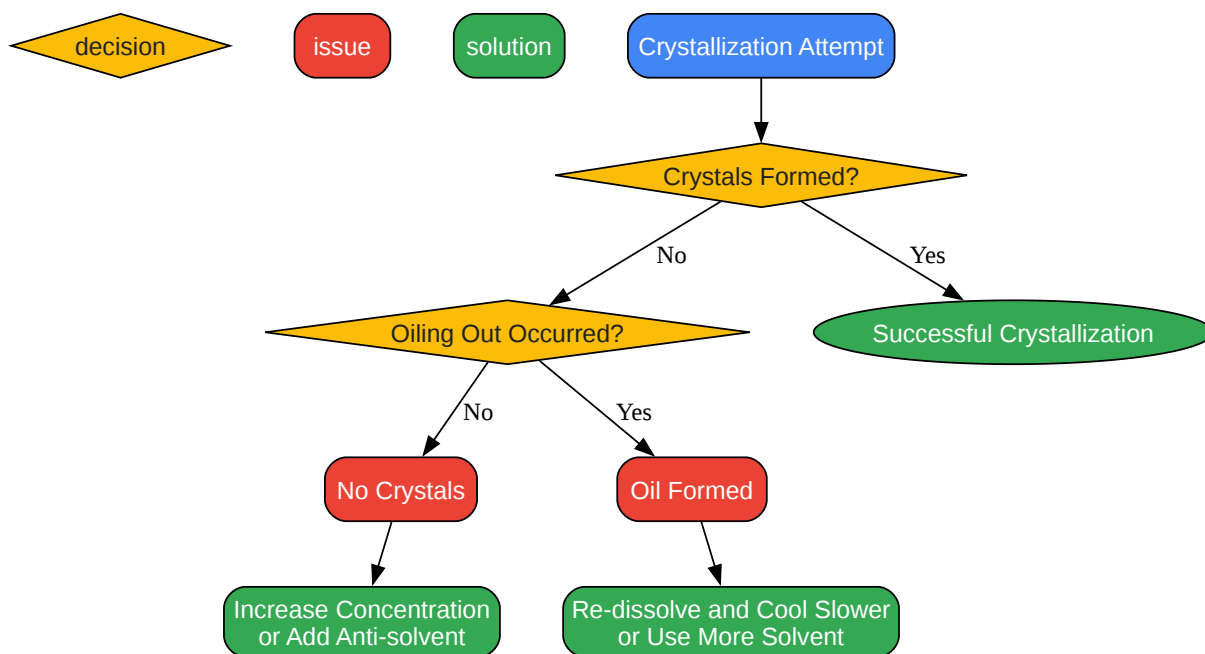 decision
issue
solution
Crystallization Attempt
Crystals Formed?
No
Yes
Oiling Out Occurred?
Successful Crystallization
No
Yes
No Crystals
Oil Formed
Increase Concentration
or Add Anti-solvent
Re-dissolve and Cool Slower
or Use More Solvent